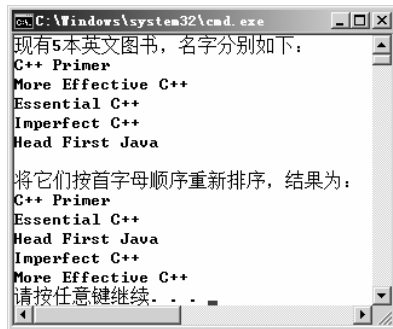 C:\Windows\system32\cmd.exe
现有5本英文图书，名字分别如下：
C++ Primer
More Effective C++
Essential C++
Imperfect C++
Head First Java
将它们按首字母顺序重新排序，结果为：
C++ Primer
Essential C++
Head First Java
Imperfect C++
More Effective C++
请按任意键继续. . .